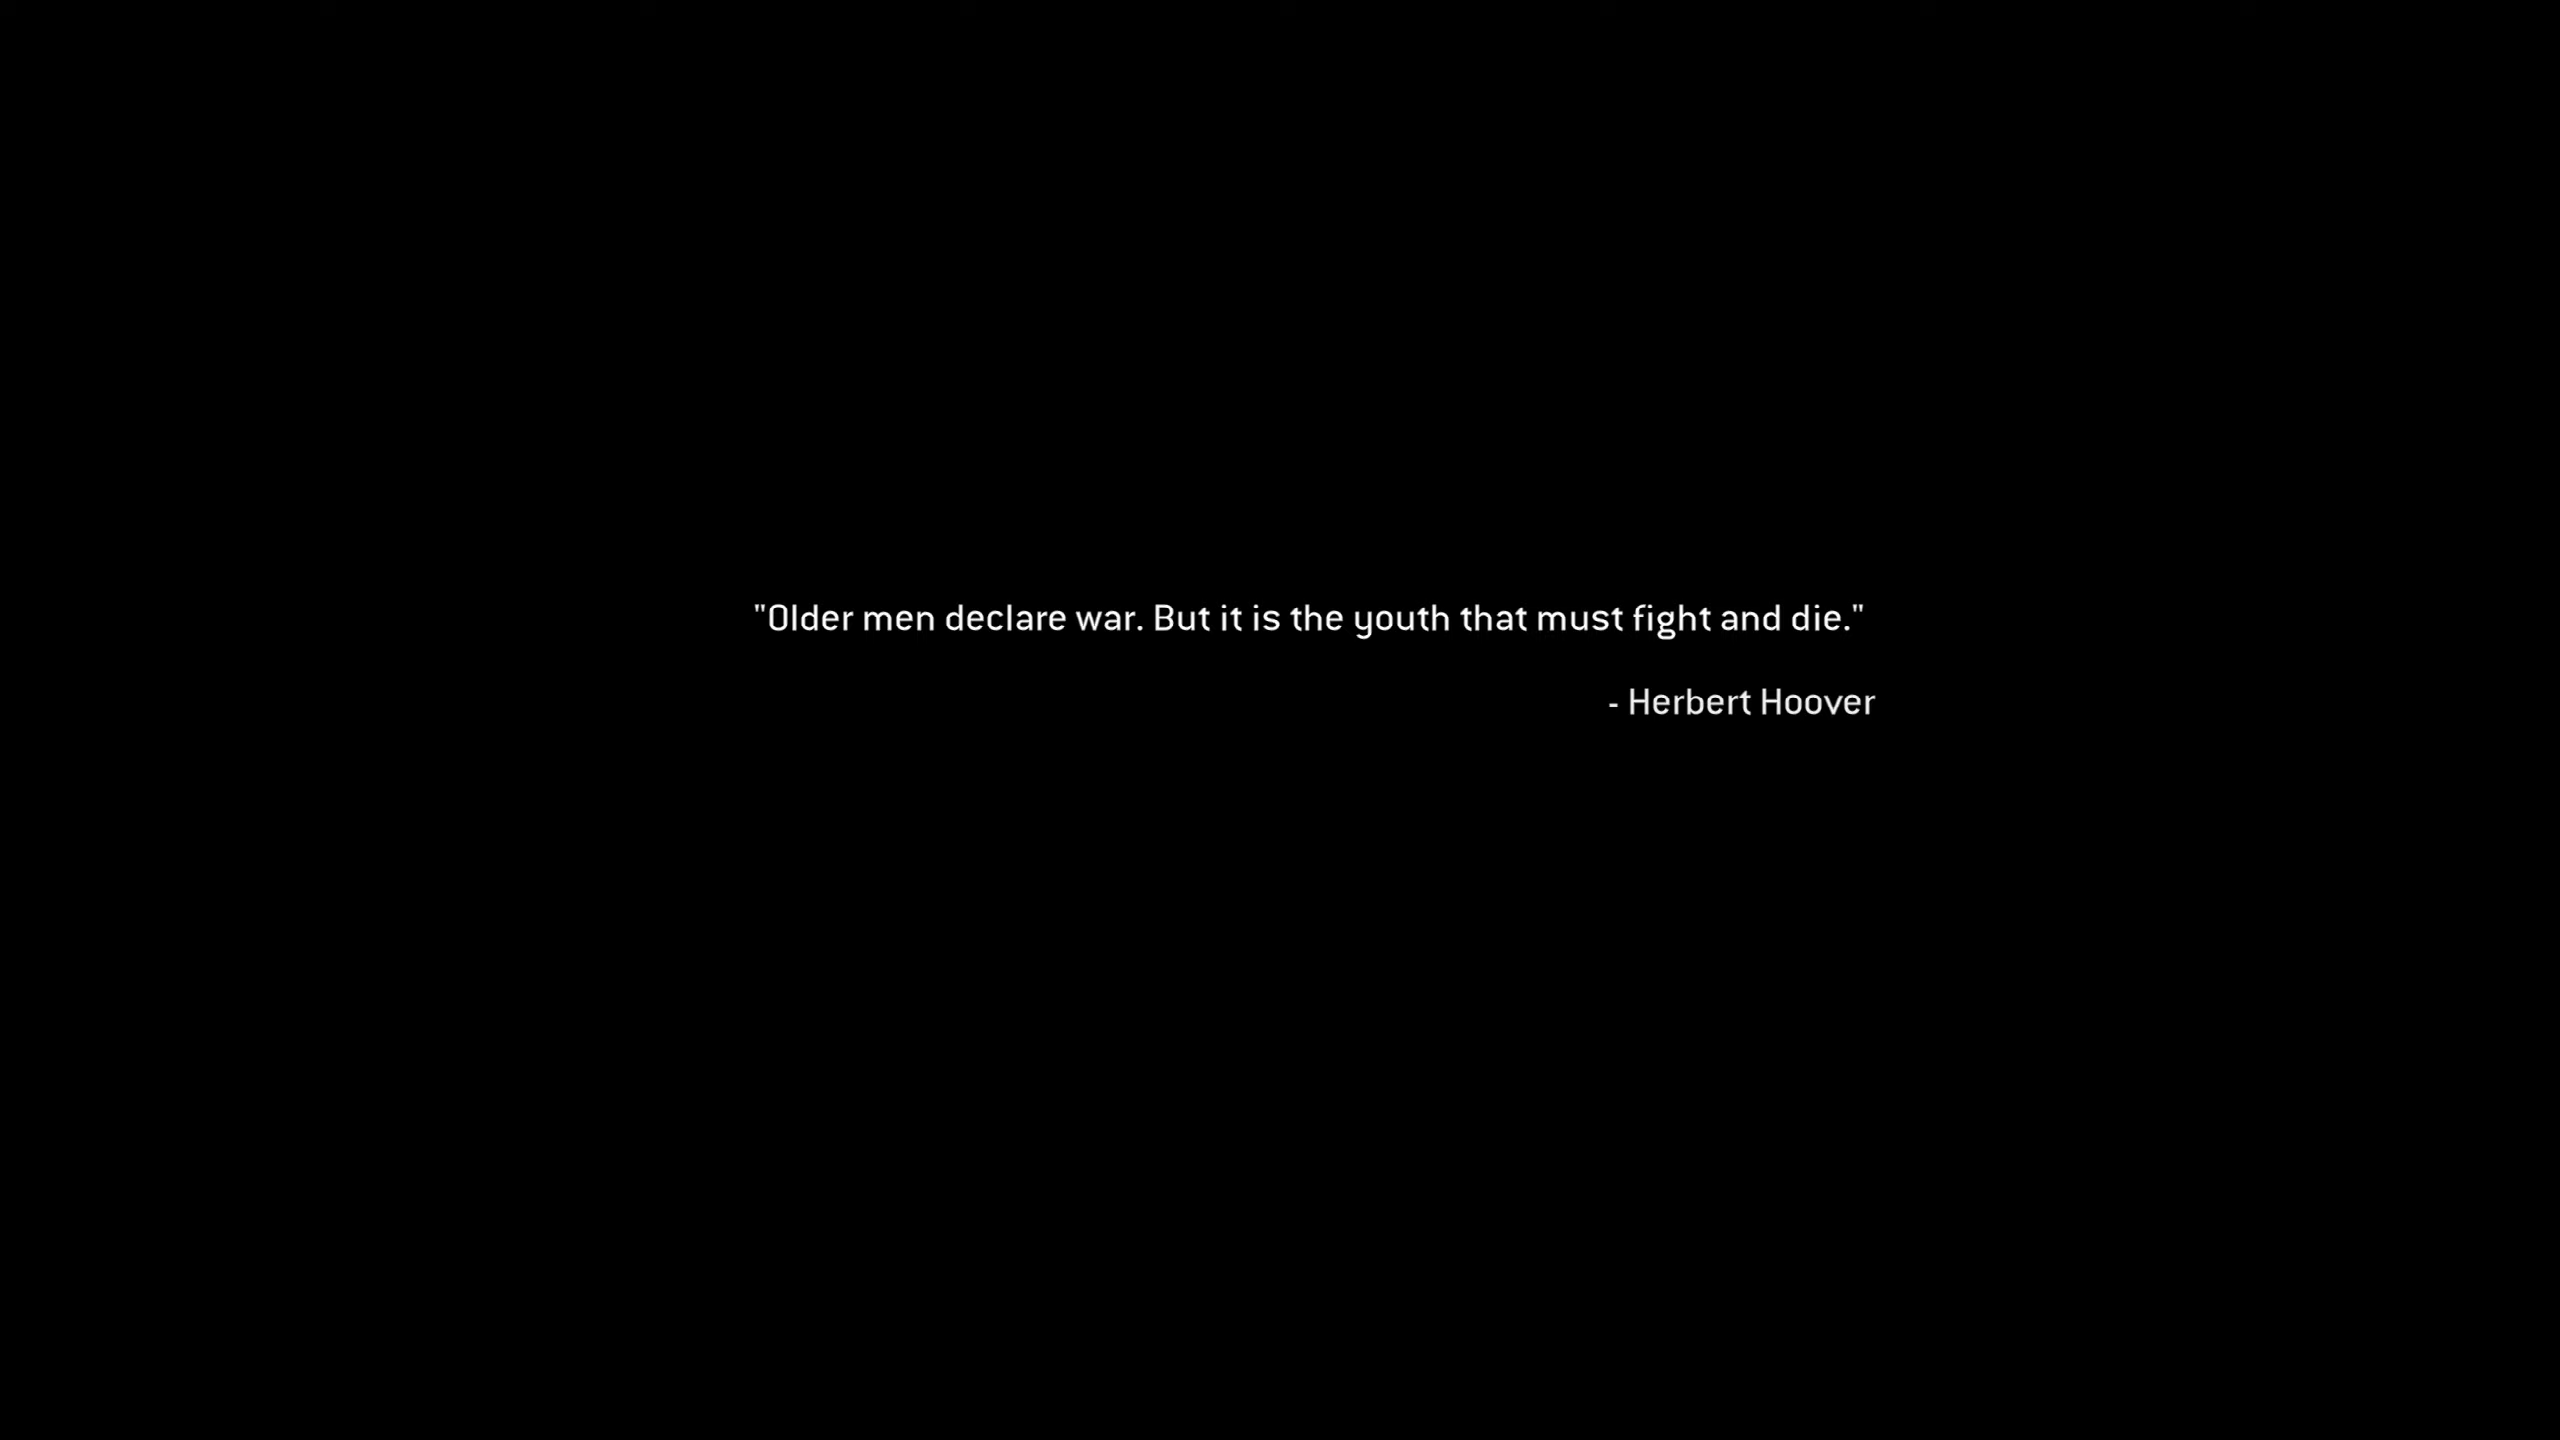 "Older men declare war. But it is the youth that must fight and die."
- Herbert Hoover